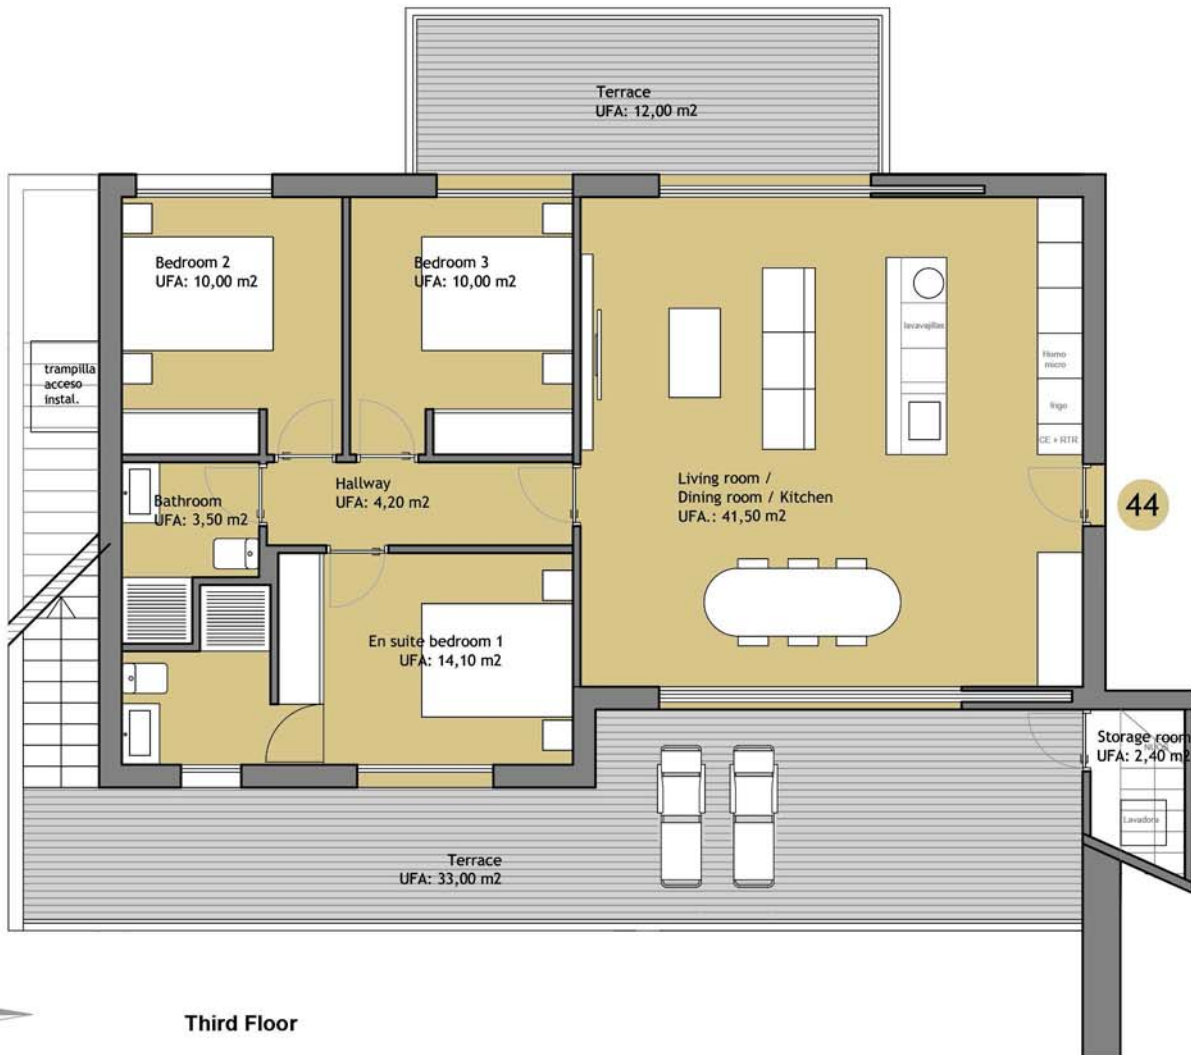 Terrace
UFA: 12,00 m2
Bedroom 2
UFA: 10,00 m2
Bedroom 3
UFA: 10,00 m2
lavavajillas
trampilla
acceso
instal.
Horno
micro
frigo
CE + RTR
Hallway
UFA: 4,20 m2
Living room /
Dining room / Kitchen
UFA.: 41,50 m2
Bathroom
UFA: 3,50 m2
44
En suite bedroom 1
UFA: 14,10 m2
Storage room
UFA: 2,40 m2
Lavadora
Terrace
UFA: 33,00 m2
Third Floor